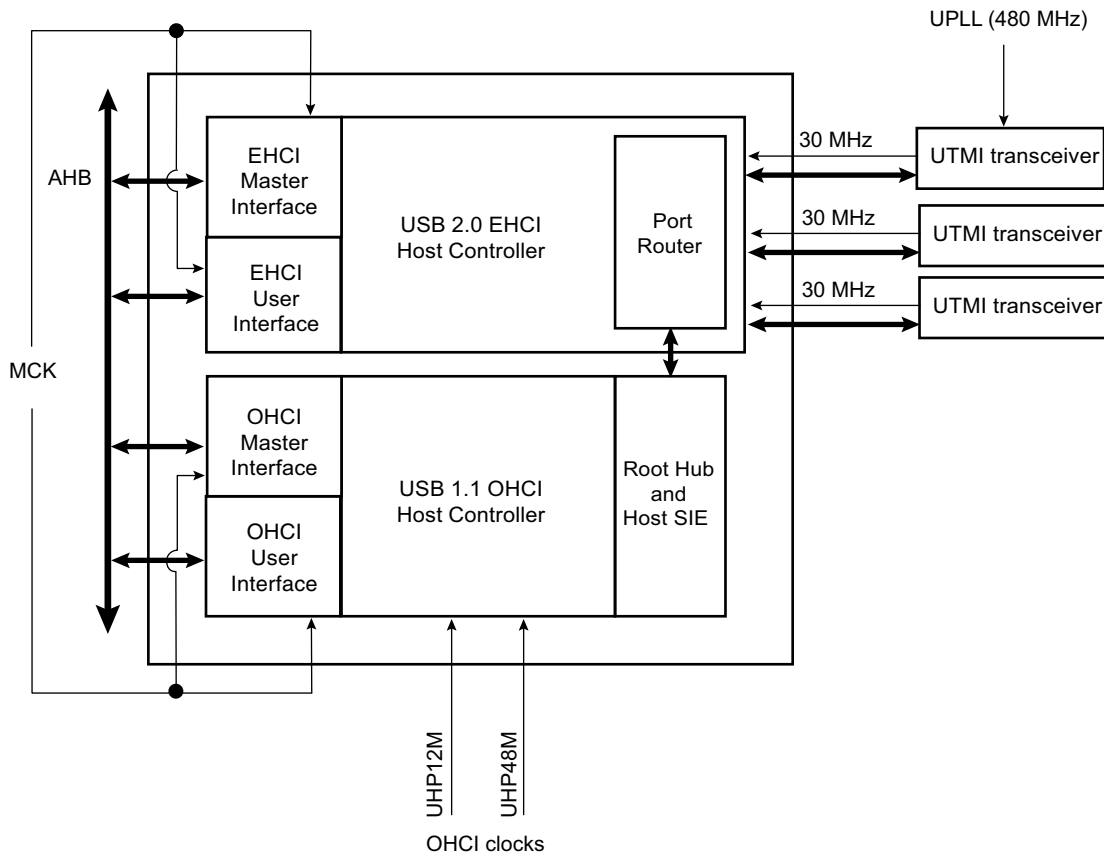 UPLL (480 MHz)
AHB
MCK
EHCI
Master
Interface
EHCI
User
Interface
USB 2.0 EHCI
Host Controller
Port
Router
30 MHz
UTMI transceiver
30 MHz
UTMI transceiver
30 MHz
UTMI transceiver
OHCI
Master
Interface
OHCI
User
Interface
USB 1.1 OHCI
Host Controller
Root Hub
and
Host SIE
UHP12M
UHP48M
OHCI clocks